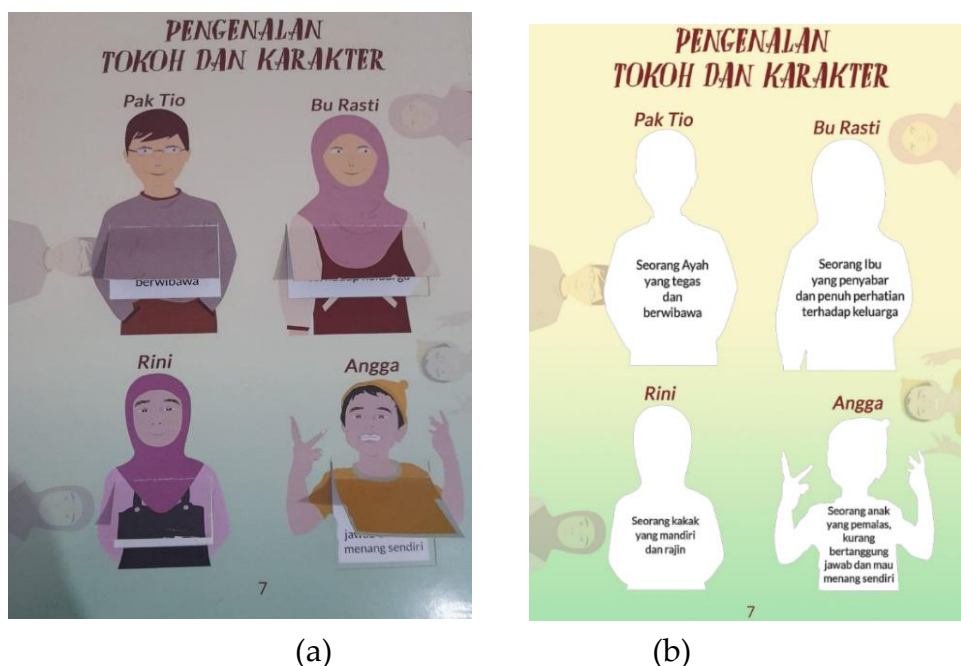 PENGENALAN
TOKOH DAN KARAKTER
Pak Tio
Bu Rasti
berwibawa
terhadap keluarga
Rini
Angga
jawab
menang sendiri
7
(a)
PENGENALAN
TOKOH DAN KARAKTER
Pak Tio
Bu Rasti
Seorang Ayah
yang tegas
dan
berwibawa
Seorang Ibu
yang penyabar
dan penuh perhatian
terhadap keluarga
Rini
Angga
Seorang kakak
yang mandiri
dan rajin
Seorang anak
yang pemalas,
kurang
bertanggung
jawab dan mau
menang sendiri
7
(b)